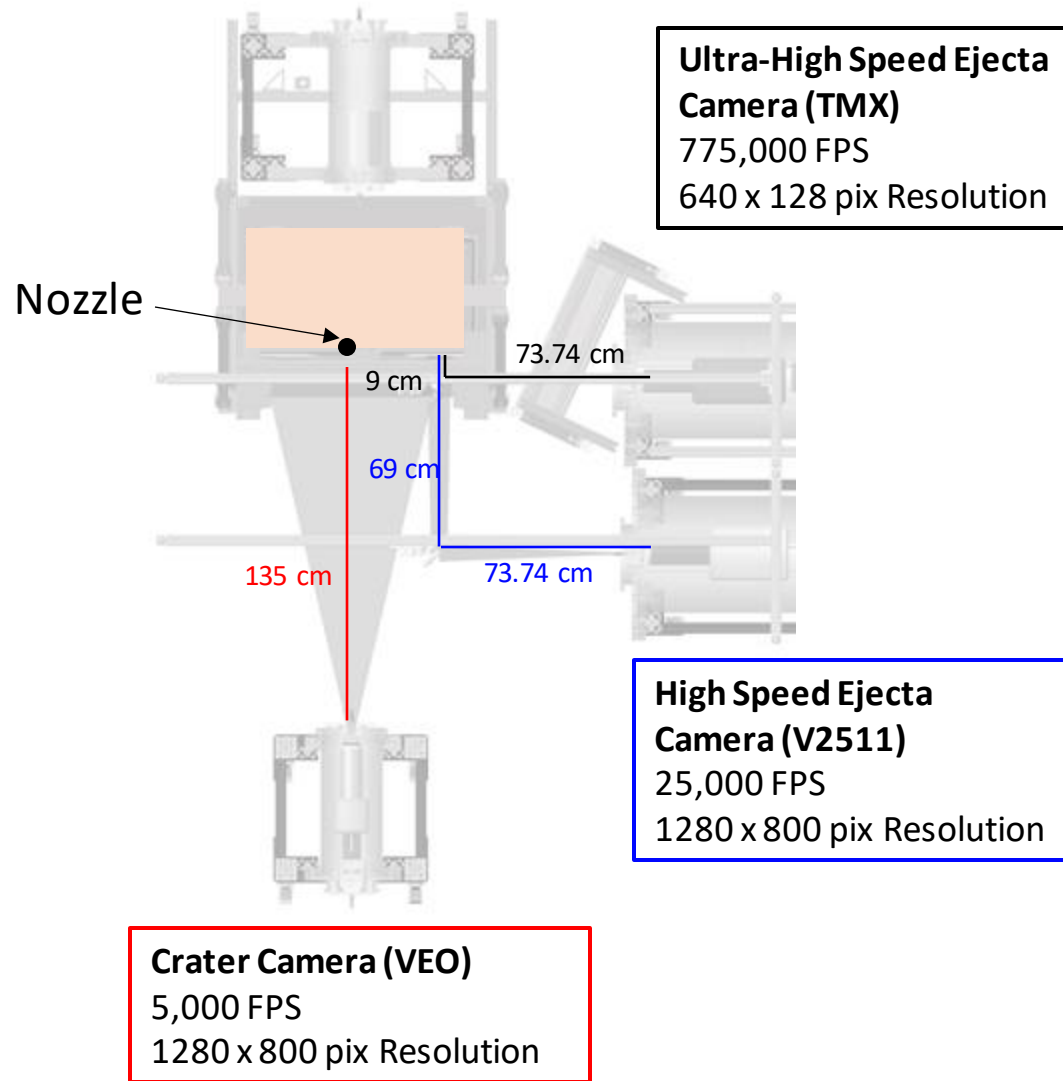 Ultra-High Speed Ejecta
Camera (TMX)
775,000 FPS
640 x 128 pix Resolution
Nozzle
73.74 cm
9 cm
69 cm
135 cm
73.74 cm
High Speed Ejecta
Camera (V2511)
25,000 FPS
1280 x 800 pix Resolution
Crater Camera (VEO)
5,000 FPS
1280 x 800 pix Resolution